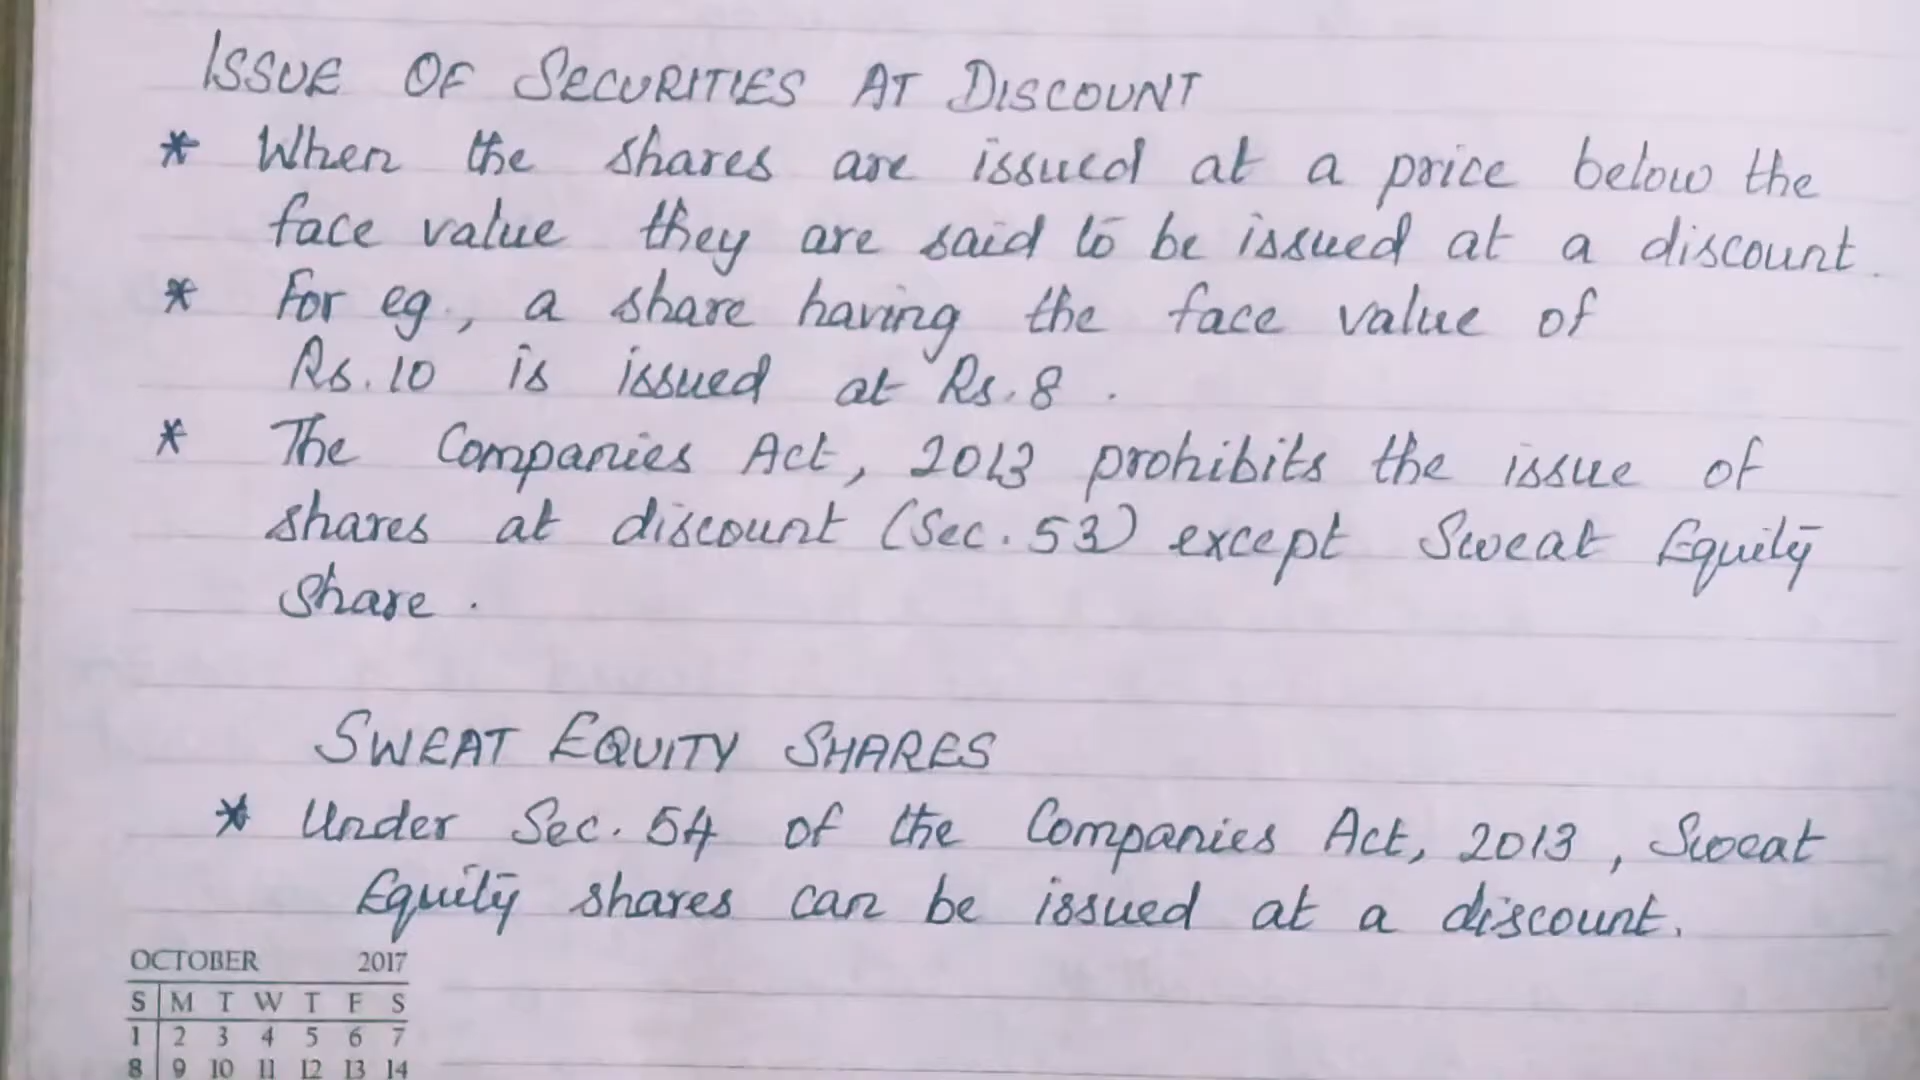 ISSUE OF SECURITIES AT DISCOUNT
* When the shares are issued at a price below the
face value they are said to be issued at a discount.
* For eg., a share having the face value of
Rs.10 is issued at Rs.8.
* The Companies Act, 2013 prohibits the issue of
shares at discount (Sec.53) except Sweat Equity
Share.
SWEAT EQUITY SHARES
* Under Sec.54 of the Companies Act, 2013, Sweat
Equity shares can be issued at a discount.
OCTOBER 2017
S M T W T F S
1 2 3 4 5 6 7
8 9 10 11 12 13 14